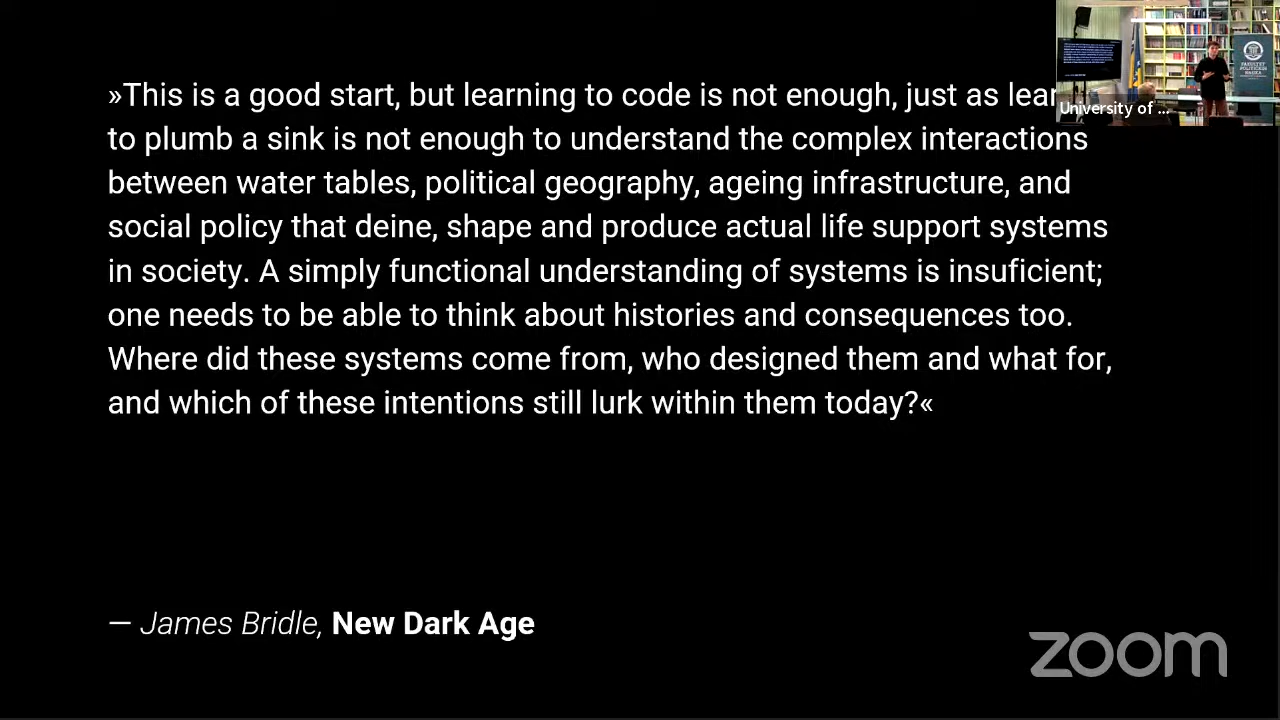 »This is a good start, but learning to code is not enough, just as lear
to plumb a sink is not enough to understand the complex interactions
between water tables, political geography, ageing infrastructure, and
social policy that deine, shape and produce actual life support systems
in society. A simply functional understanding of systems is insuficient;
one needs to be able to think about histories and consequences too.
Where did these systems come from, who designed them and what for,
and which of these intentions still lurk within them today?«
— James Bridle, New Dark Age
University of ...
FAKULTET
POLITIČKIH
NAUKA
zoom